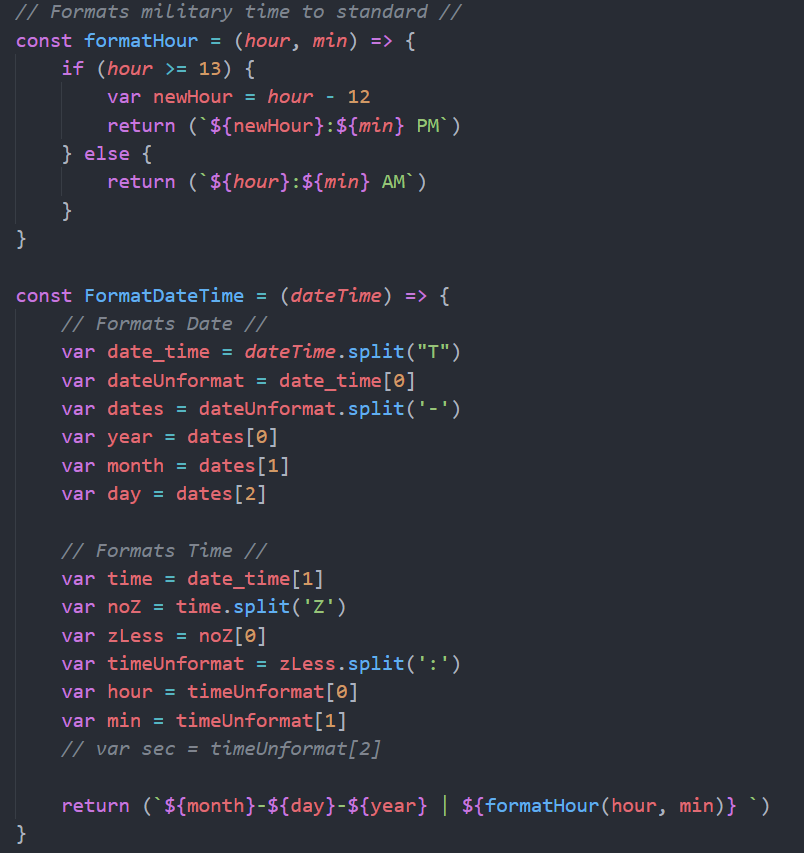 // Formats military time to standard //
const formatHour = (hour, min) => {
    if (hour >= 13) {
        var newHour = hour - 12
        return (`${newHour}:${min} PM`)
    } else {
        return (`${hour}:${min} AM`)
    }
}

const FormatDateTime = (dateTime) => {
    // Formats Date //
    var date_time = dateTime.split("T")
    var dateUnformat = date_time[0]
    var dates = dateUnformat.split('-')
    var year = dates[0]
    var month = dates[1]
    var day = dates[2]

    // Formats Time //
    var time = date_time[1]
    var noZ = time.split('Z')
    var zLess = noZ[0]
    var timeUnformat = zLess.split(':')
    var hour = timeUnformat[0]
    var min = timeUnformat[1]
    // var sec = timeUnformat[2]

    return (`${month}-${day}-${year} | ${formatHour(hour, min)} `)
}